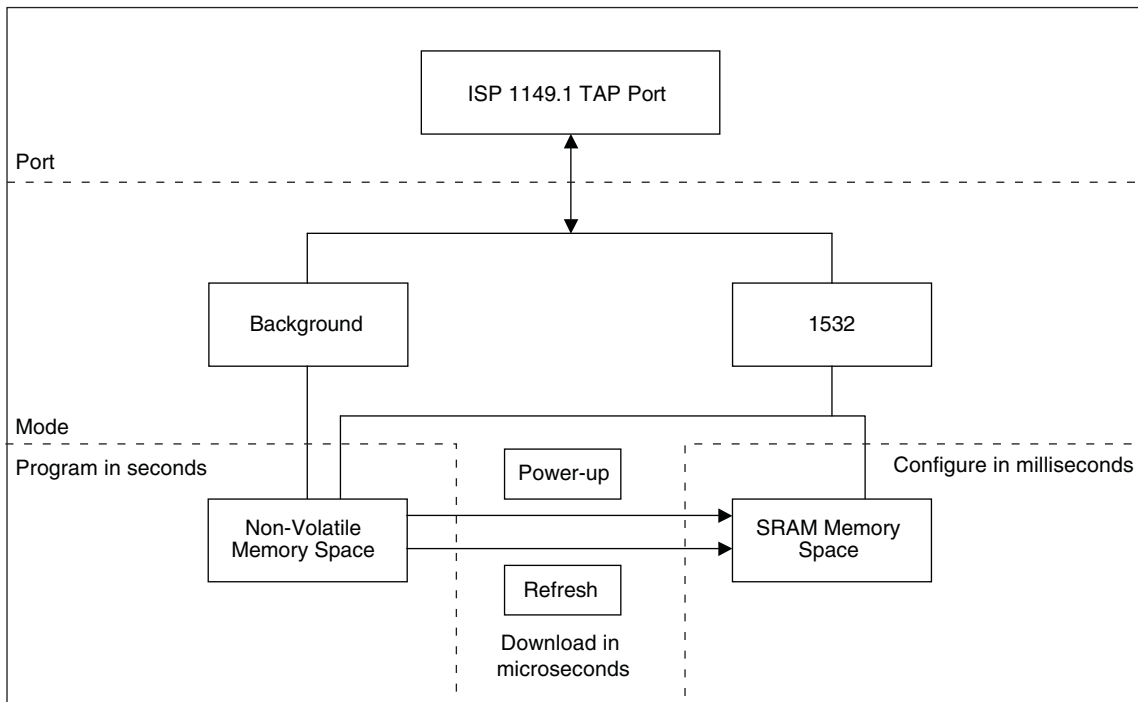 ISP 1149.1 TAP Port
Port
Background
1532
Mode
Program in seconds
Power-up
Configure in milliseconds
Non-Volatile
Memory Space
SRAM Memory
Space
Refresh
Download in
microseconds